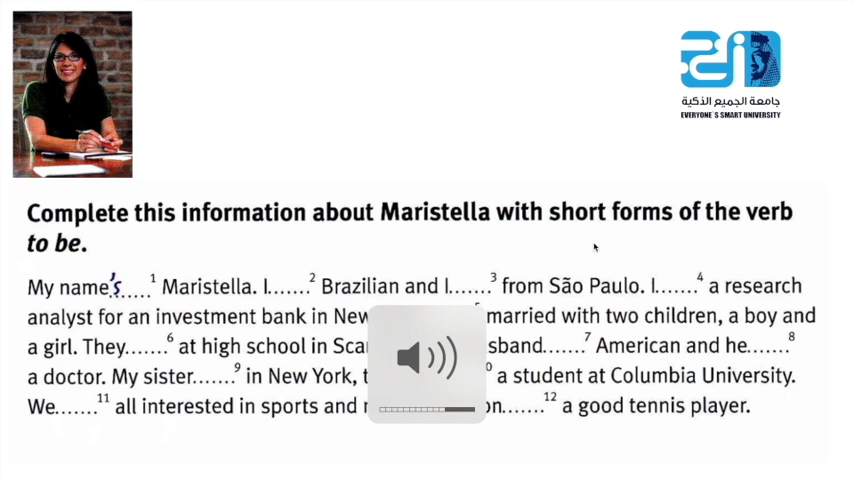 جامعة الجميع الذكية
EVERYONE`S SMART UNIVERSITY
Complete this information about Maristella with short forms of the verb
to be.
My name's.....¹ Maristella. I.......² Brazilian and I.......³ from São Paulo. I.......⁴ a research
analyst for an investment bank in New married with two children, a boy and
a girl. They.......⁶ at high school in Sca sband.......⁷ American and he.......⁸
a doctor. My sister.......⁹ in New York, a student at Columbia University.
We.......¹¹ all interested in sports and on.......¹² a good tennis player.